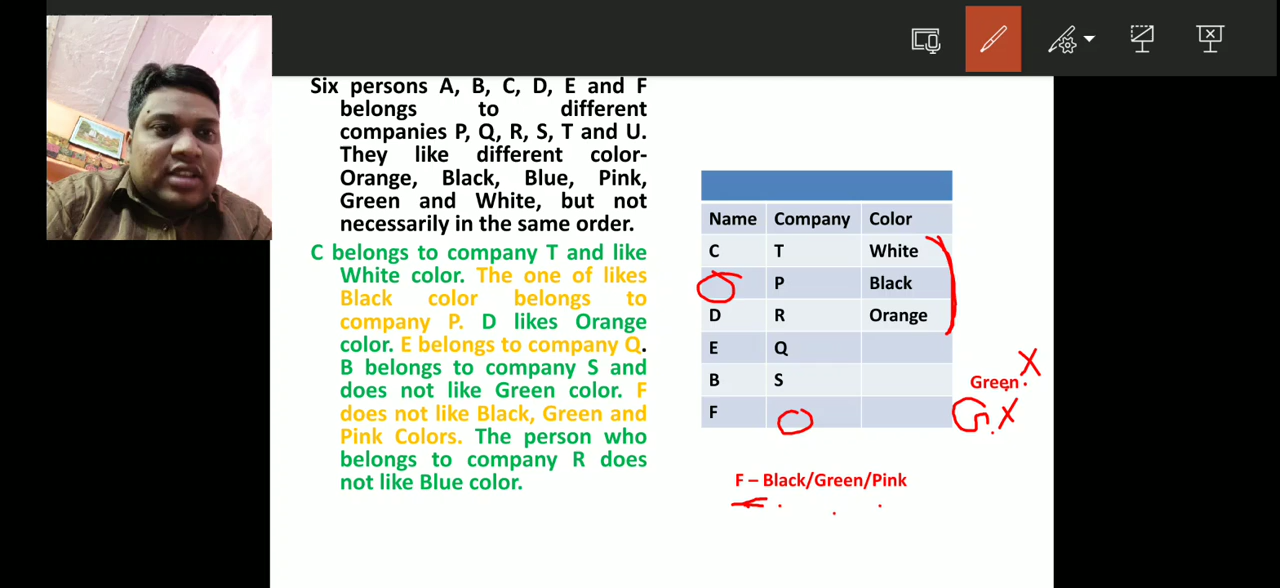 Six persons A, B, C, D, E and F
belongs to different
companies P, Q, R, S, T and U.
They like different color-
Orange, Black, Blue, Pink,
Green and White, but not
necessarily in the same order.
C belongs to company T and like
White color. The one of likes
Black color belongs to
company P. D likes Orange
color. E belongs to company Q.
B belongs to company S and
does not like Green color. F
does not like Black, Green and
Pink Colors. The person who
belongs to company R does
not like Blue color.
Name Company Color
C T White
P Black
D R Orange
E Q
B S
F
Green X
G X
F – Black/Green/Pink